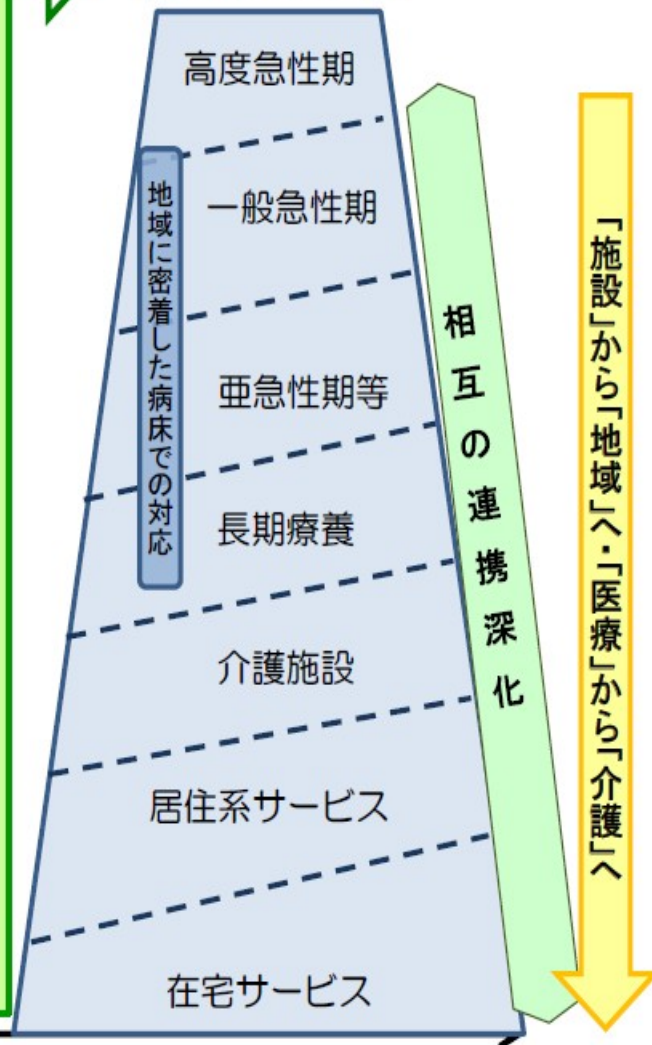 高度急性期
一般急性期
亜急性期等
長期療養
介護施設
居住系サービス
在宅サービス
地域に密着した病床での対応
相互の連携深化
「施設」から「地域」へ・「医療」から「介護」へ